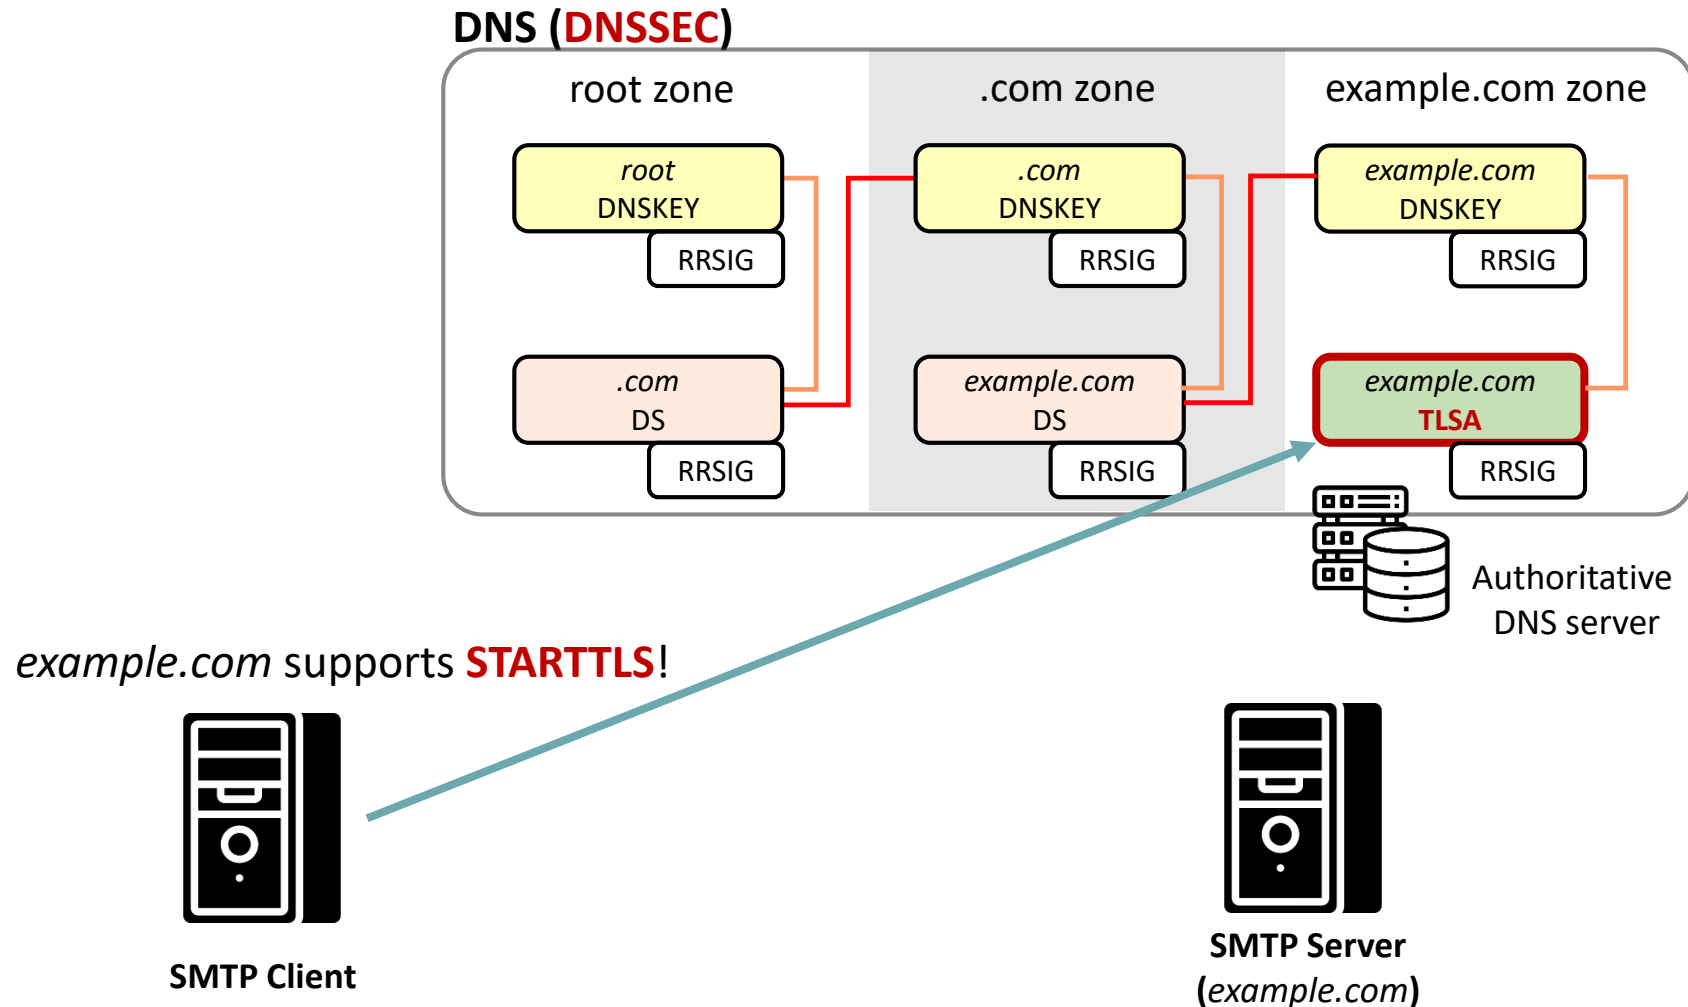 DNS (DNSSEC)
root zone
.com zone
example.com zone
root
DNSKEY
RRSIG
.com
DNSKEY
RRSIG
example.com
DNSKEY
RRSIG
.com
DS
RRSIG
example.com
DS
RRSIG
example.com
TLSA
RRSIG
Authoritative
DNS server
example.com supports STARTTLS!
SMTP Client
SMTP Server
(example.com)